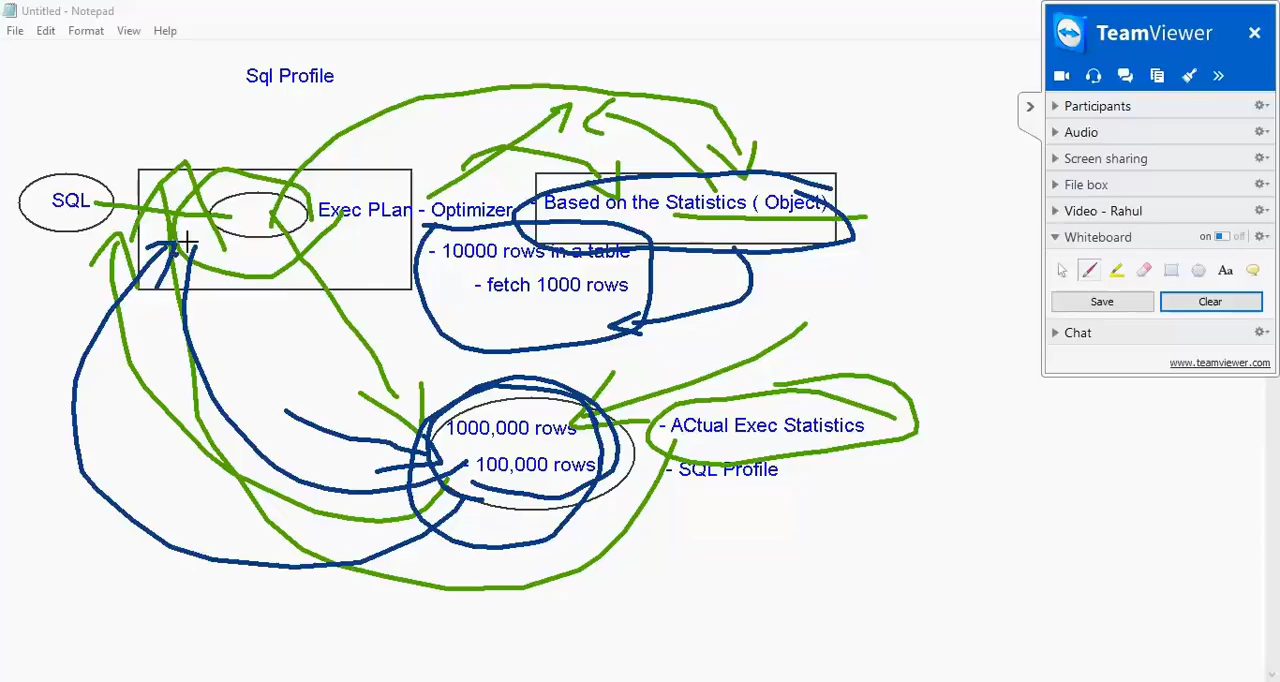 Untitled - Notepad
File Edit Format View Help
Sql Profile
SQL
Exec PLan - Optimizer
- Based on the Statistics ( Object)
- 10000 rows in a table
- fetch 1000 rows
1000,000 rows
- 100,000 rows
- ACtual Exec Statistics
- SQL Profile
TeamViewer
Participants
Audio
Screen sharing
File box
Video - Rahul
Whiteboard
on off
Aa
Save Clear
Chat
www.teamviewer.com